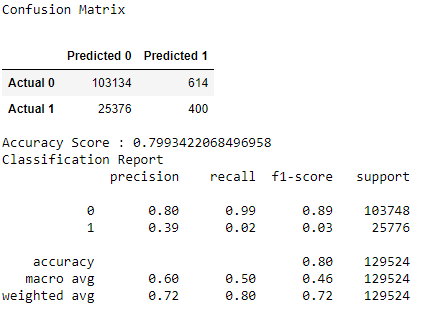 Confusion Matrix
Predicted 0 Predicted 1
Actual 0 103134 614
Actual 1 25376 400
Accuracy Score : 0.7993422068496958
Classification Report
precision recall f1-score support
0 0.80 0.99 0.89 103748
1 0.39 0.02 0.03 25776
accuracy 0.80 129524
macro avg 0.60 0.50 0.46 129524
weighted avg 0.72 0.80 0.72 129524